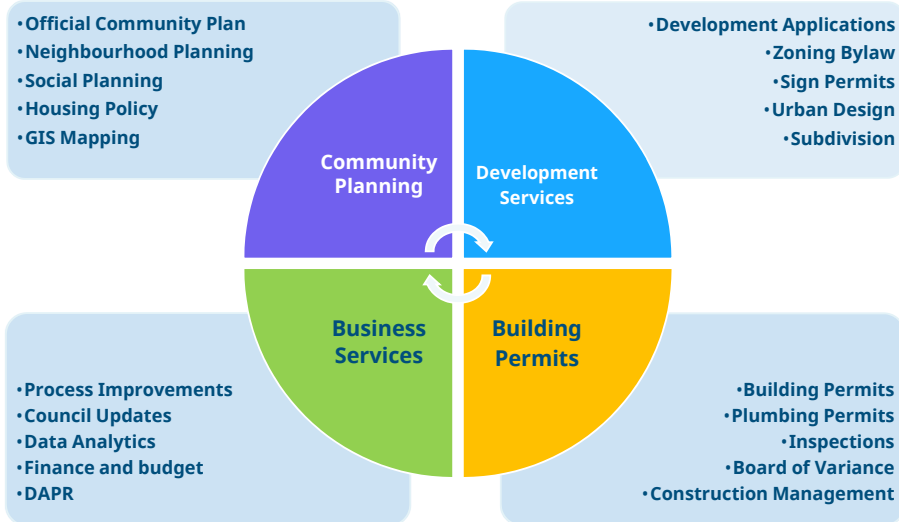 •Official Community Plan
•Neighbourhood Planning
•Social Planning
•Housing Policy
•GIS Mapping
•Development Applications
•Zoning Bylaw
•Sign Permits
•Urban Design
•Subdivision
Community
Planning
Development
Services
Business
Services
Building
Permits
•Process Improvements
•Council Updates
•Data Analytics
•Finance and budget
•DAPR
•Building Permits
•Plumbing Permits
•Inspections
•Board of Variance
•Construction Management